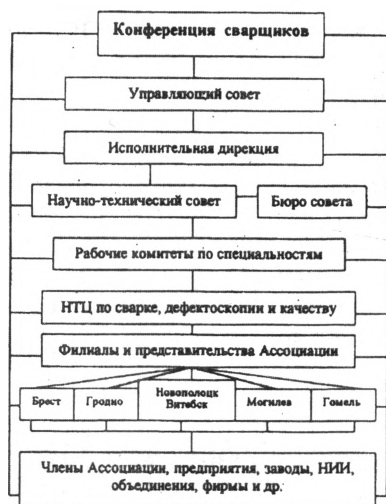 Конференция сварщиков
Управляющий совет
Исполнительная дирекция
Научно-технический совет
Бюро совета
Рабочие комитеты по специальностям
НТЦ по сварке, дефектоскопии и качеству
Филиалы и представительства Ассоциации
Брест
Гродно
Новополоцк
Витебск
Могилев
Гомель
Члены Ассоциации, предприятия, заводы, НИИ,
объединения, фирмы и др.